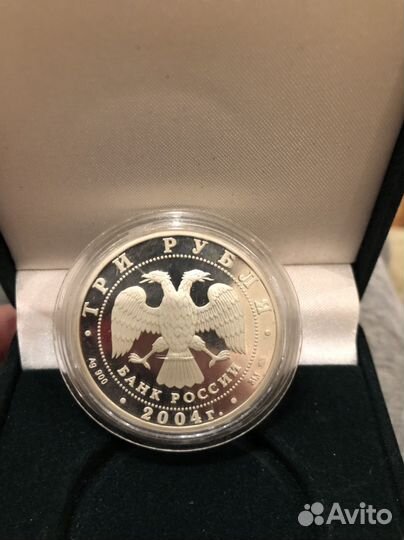 ТРИ РУБЛЯ
Ag 900
БАНК РОССИИ
2004г.
Avito